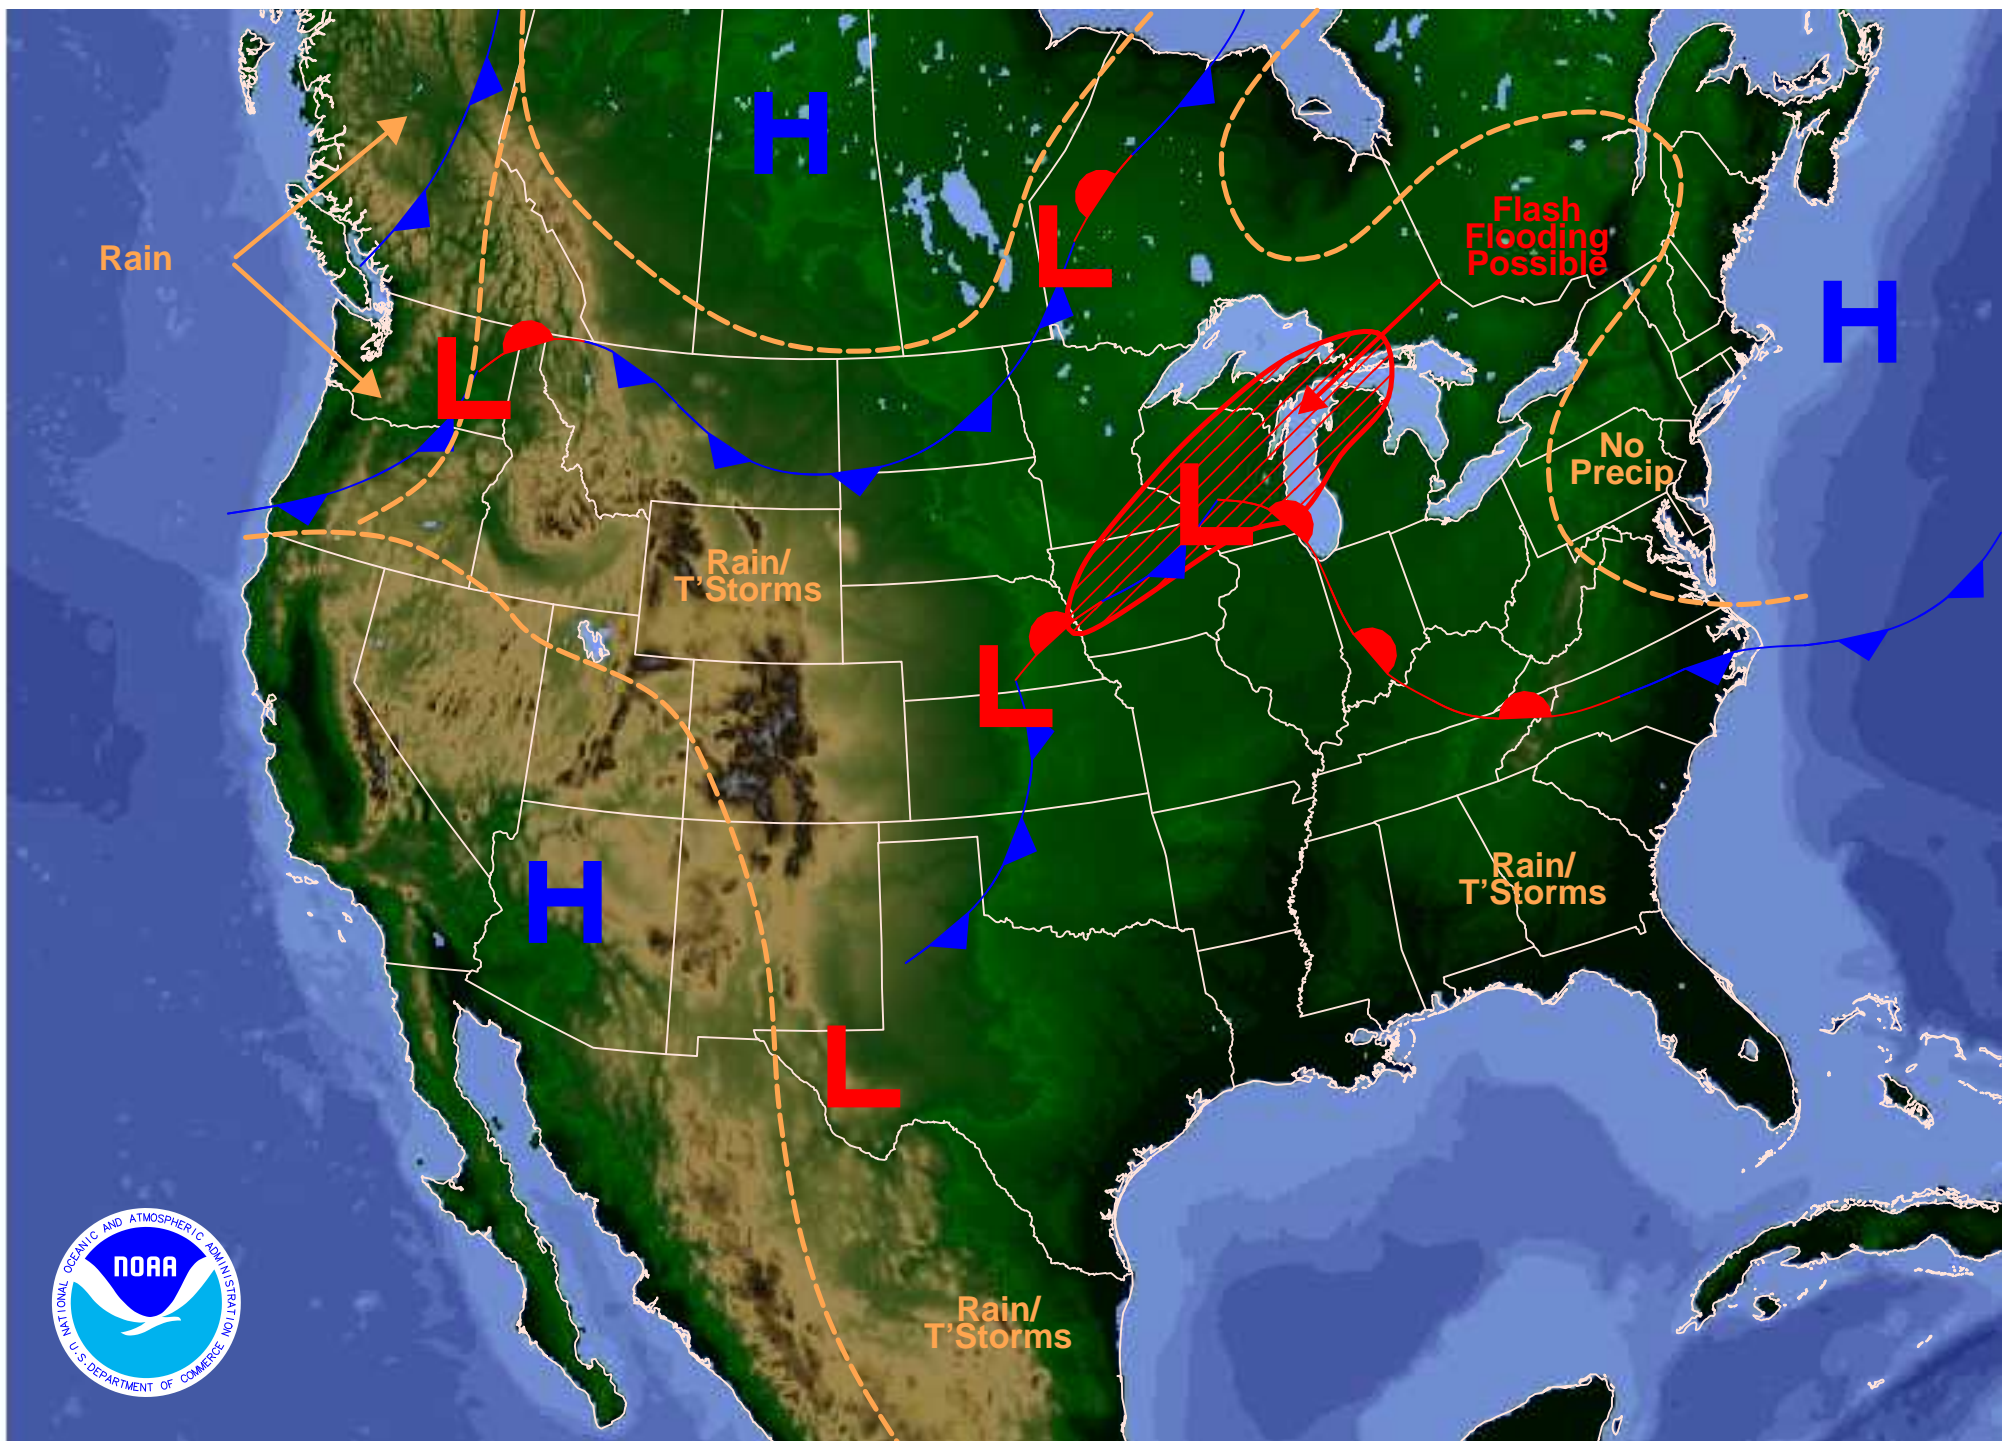 H
Rain
L
Flash
Flooding
Possible
H
L
No
Precip
L
Rain/
T'Storms
L
H
Rain/
T'Storms
L
Rain/
T'Storms
NATIONAL OCEANIC AND ATMOSPHERIC ADMINISTRATION
NOAA
U.S. DEPARTMENT OF COMMERCE